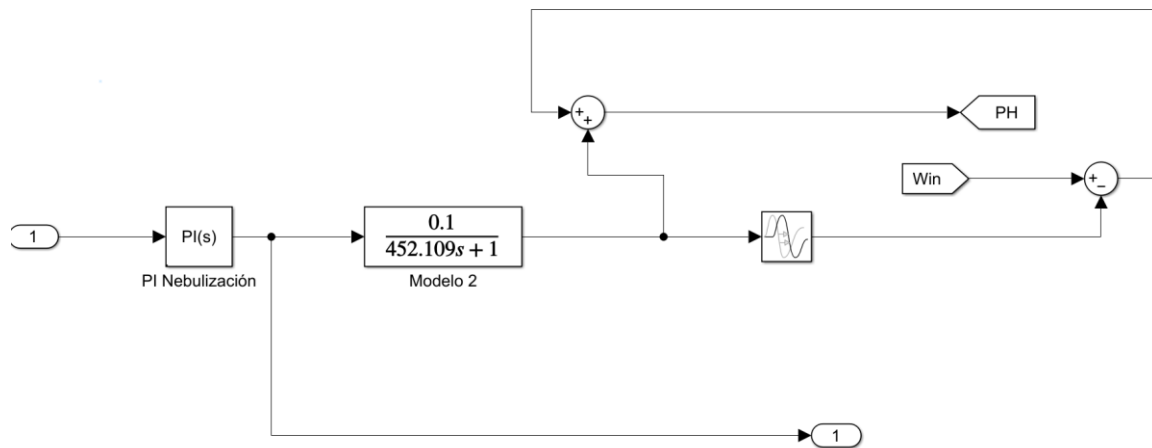 +
+
PH
Win
+
−
1
PI(s)
PI Nebulización
0.1
452.109s + 1
Modelo 2
1